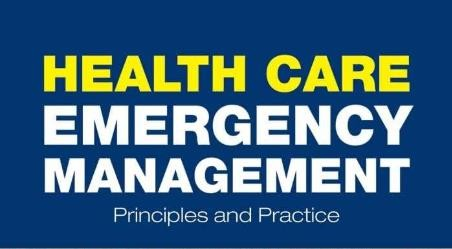 HEALTH CARE
EMERGENCY
MANAGEMENT
Principles and Practice